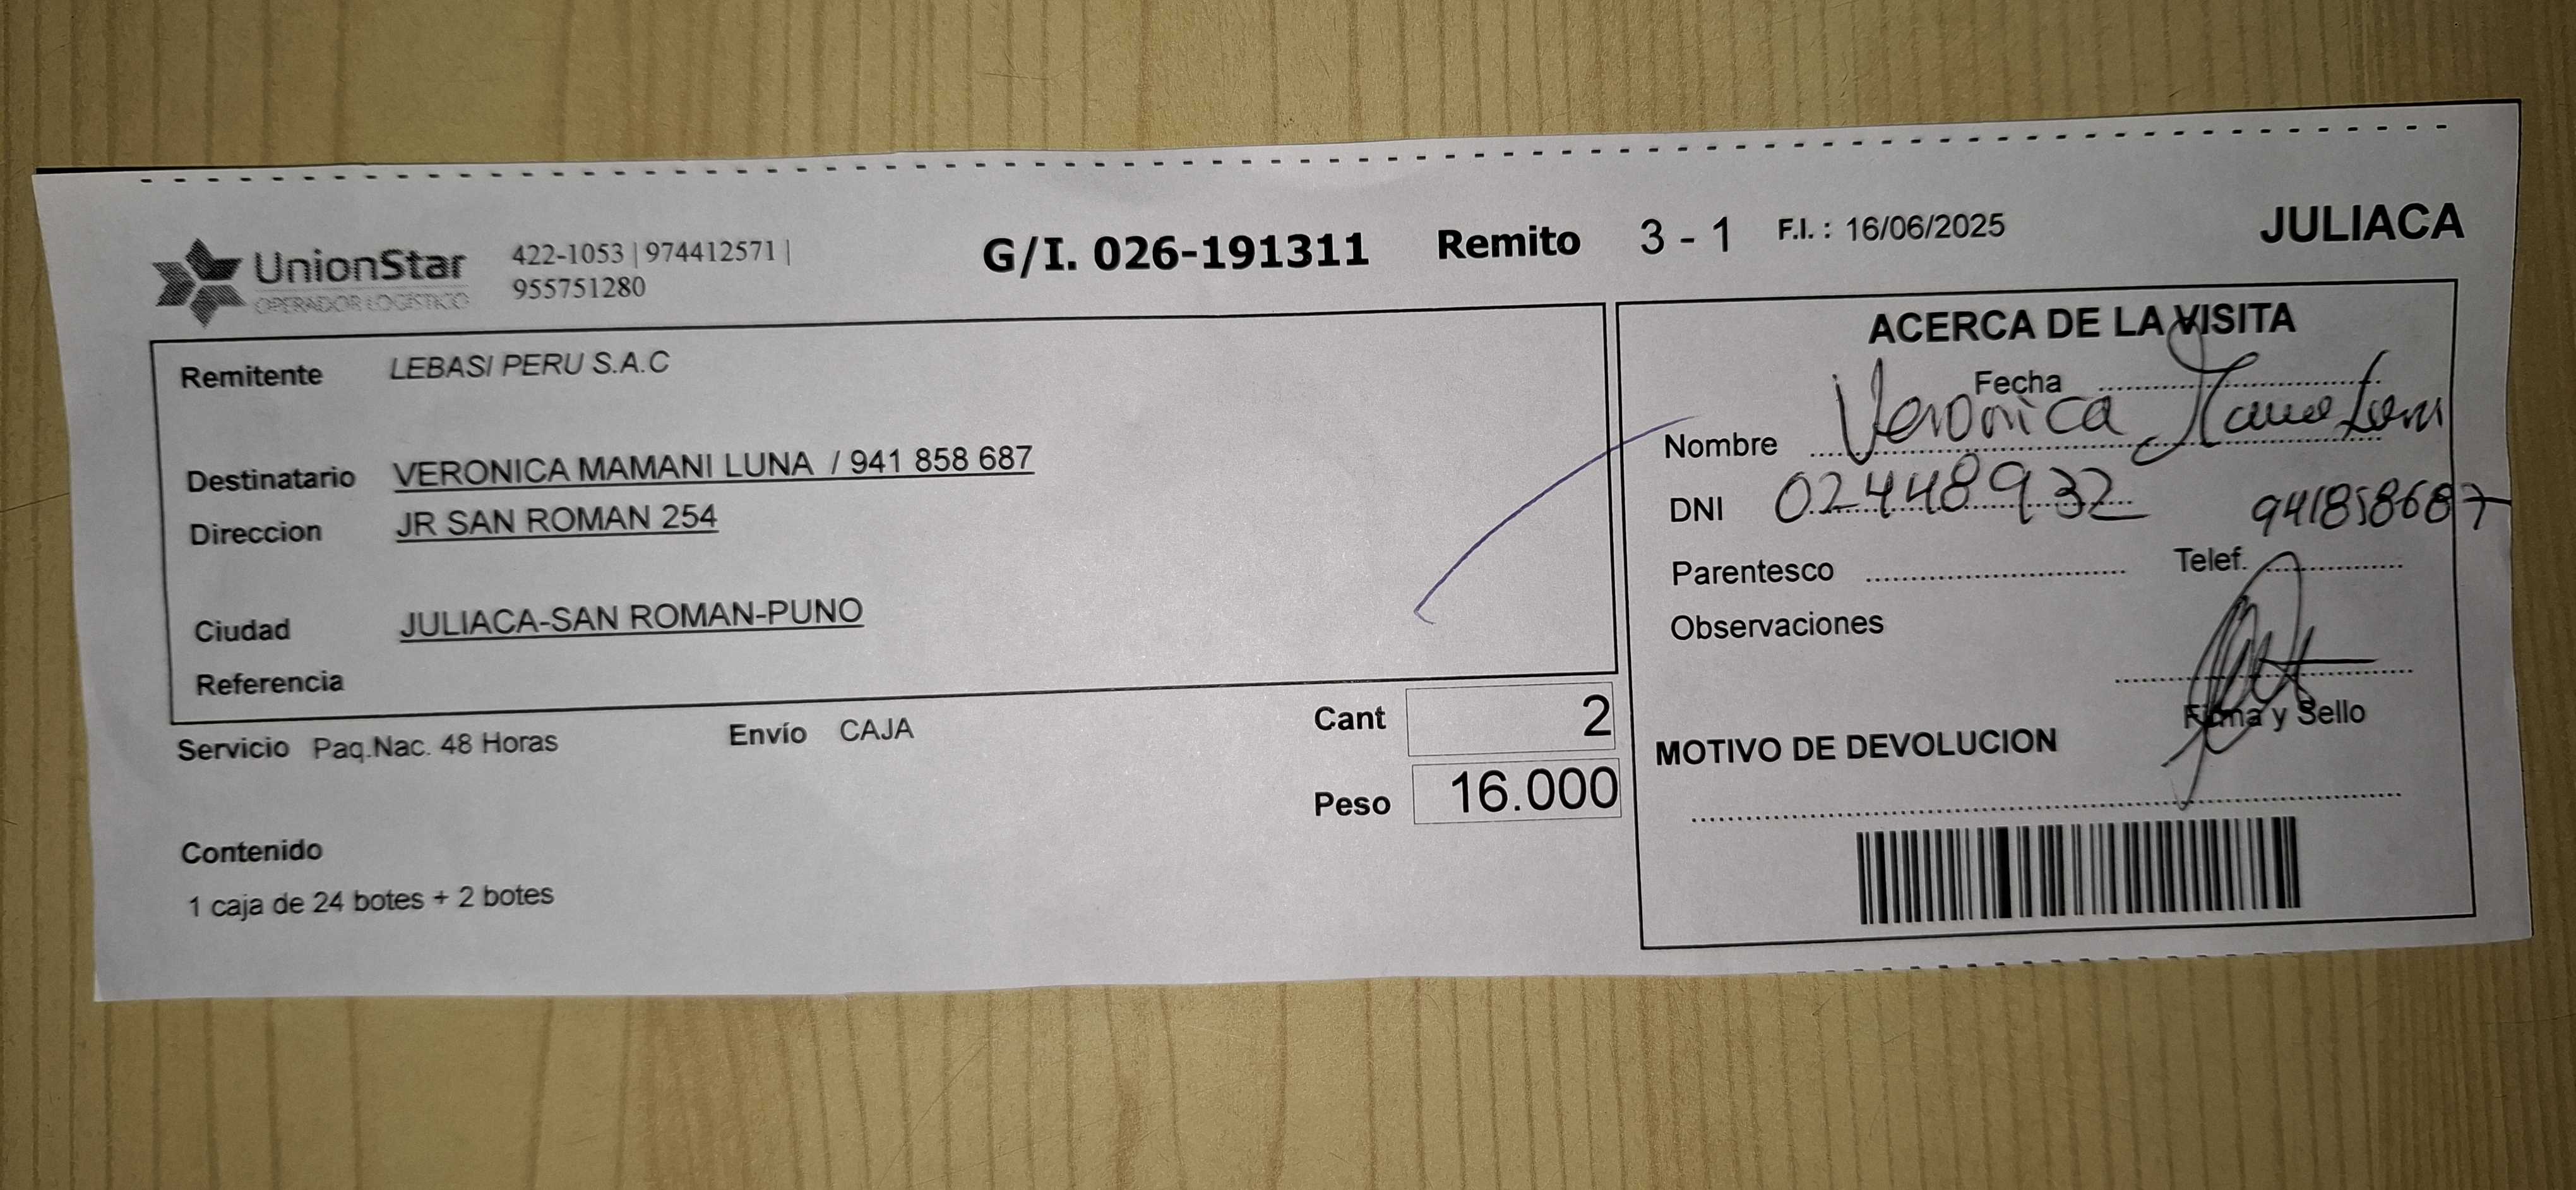 UnionStar
OPERADOR LOGISTICO
422-1053 | 974412571 |
955751280
G/I. 026-191311 Remito 3 - 1 F.I. : 16/06/2025 JULIACA
Remitente LEBASI PERU S.A.C
Destinatario VERONICA MAMANI LUNA / 941 858 687
Direccion JR SAN ROMAN 254
Ciudad JULIACA-SAN ROMAN-PUNO
Referencia
Servicio Paq.Nac. 48 Horas Envío CAJA
Cant 2
Peso 16.000
Contenido
1 caja de 24 botes + 2 botes
ACERCA DE LA VISITA
Fecha
Nombre Veronica
DNI 02448932 941858687
Parentesco Telef.
Observaciones
Firma y Sello
MOTIVO DE DEVOLUCION